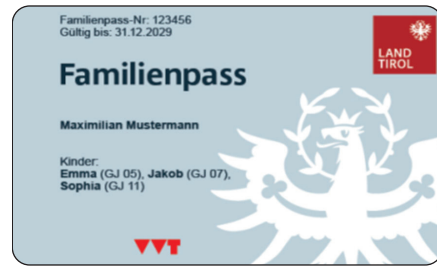 Familienpass-Nr: 123456
Gültig bis: 31.12.2029
LAND
TIROL
Familienpass
Maximilian Mustermann
Kinder:
Emma (GJ 05), Jakob (GJ 07),
Sophia (GJ 11)
VVT